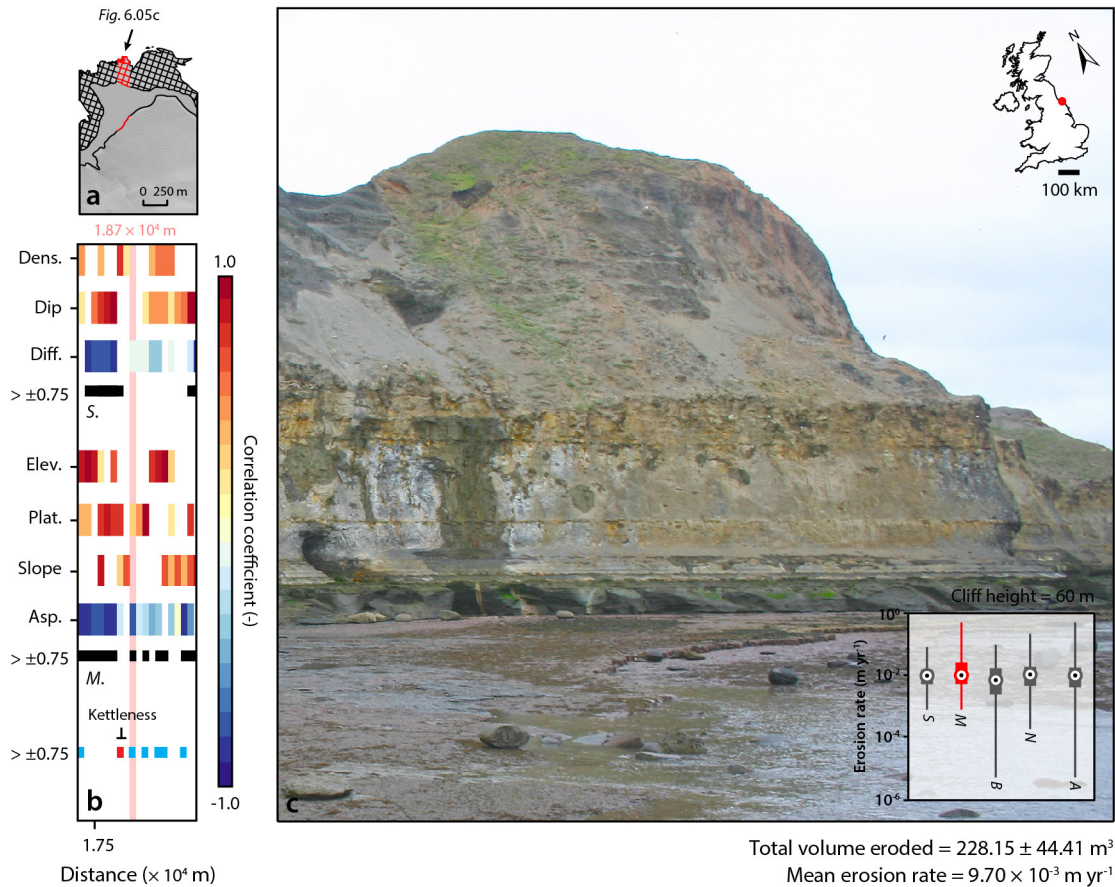 Fig. 6.05c
0 250 m
a
1.87 × 10⁴ m
Dens.
Dip
Diff.
> ±0.75
S.
Elev.
Plat.
Slope
Asp.
> ±0.75
M.
Kettleness
> ±0.75
b
1.75
Distance (× 10⁴ m)
1.0
Correlation coefficient (-)
-1.0
N
100 km
c
Cliff height = 60 m
Erosion rate (m yr⁻¹)
10⁰
10⁻²
10⁻⁴
10⁻⁶
S
M
B
N
A
Total volume eroded = 228.15 ± 44.41 m³
Mean erosion rate = 9.70 × 10⁻³ m yr⁻¹